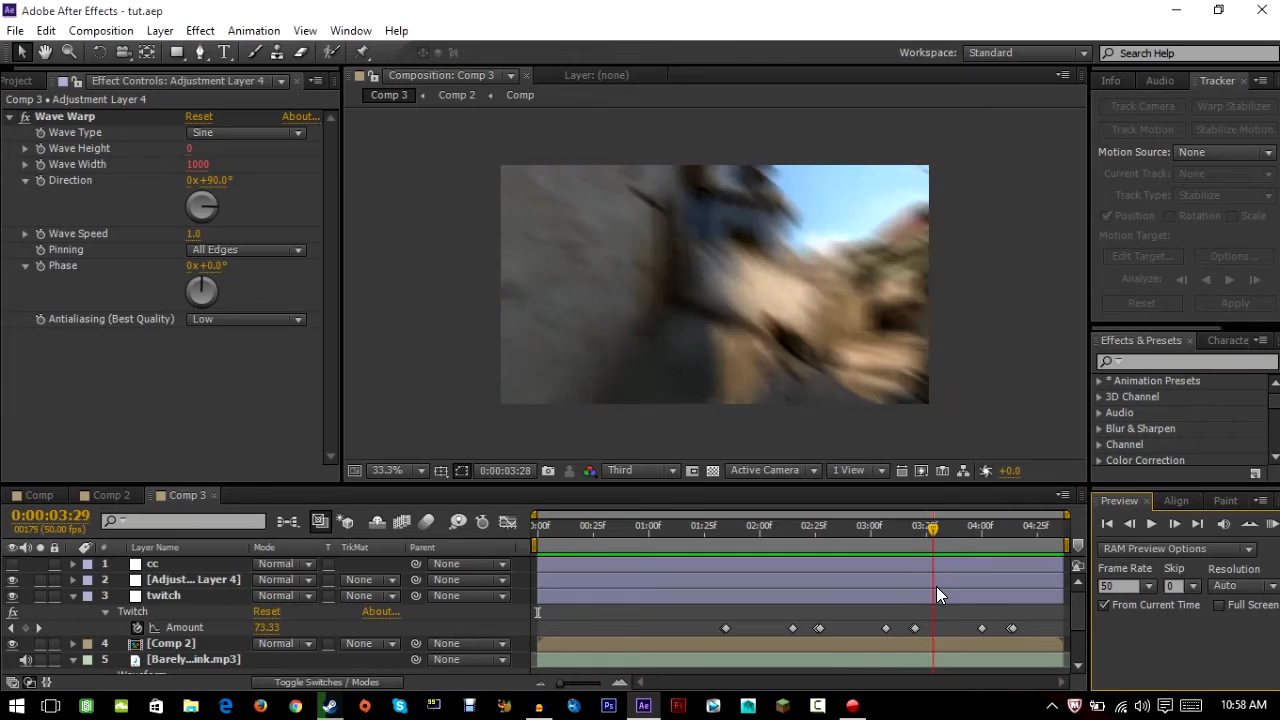 Adobe After Effects - tut.aep
File Edit Composition Layer Effect Animation View Window Help
Workspace: Standard Search Help
Project Effect Controls: Adjustment Layer 4
Comp 3 • Adjustment Layer 4
fx Wave Warp Reset About...
Wave Type Sine
Wave Height 0
Wave Width 1000
Direction 0x+90.0°
Wave Speed 1.0
Pinning All Edges
Phase 0x+0.0°
Antialiasing (Best Quality) Low
Composition: Comp 3 Layer: (none)
Comp 3 Comp 2 Comp
33.3% 0:00:03:28 Third Active Camera 1 View +0.0
Info Audio Tracker
Track Camera Warp Stabilizer
Track Motion Stabilize Motion
Motion Source: None
Current Track: None
Track Type: Stabilize
Position Rotation Scale
Motion Target:
Edit Target... Options...
Analyze:
Reset Apply
Effects & Presets Characte
* Animation Presets
3D Channel
Audio
Blur & Sharpen
Channel
Color Correction
Comp Comp 2 Comp 3
0:00:03:29
00179 (50.00 fps)
:00f 00:25f 01:00f 01:25f 02:00f 02:25f 03:00f 03:25f 04:00f 04:25f
# Layer Name Mode T TrkMat Parent
1 cc Normal None
2 [Adjust... Layer 4] Normal None None
3 twitch Normal None None
fx Twitch Reset About...
Amount 73.33
4 [Comp 2] Normal None None
5 [Barely...ink.mp3] None
Toggle Switches / Modes
Preview Align Paint
RAM Preview Options
Frame Rate Skip Resolution
50 0 Auto
From Current Time Full Screen
10:58 AM